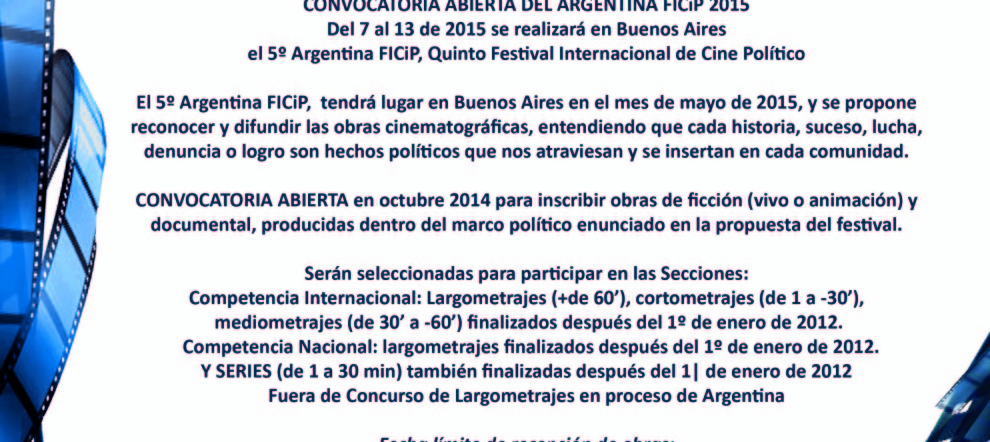 CONVOCATORIA ABIERTA DEL ARGENTINA FICiP 2015
Del 7 al 13 de 2015 se realizará en Buenos Aires
el 5º Argentina FICiP, Quinto Festival Internacional de Cine Político
El 5º Argentina FICiP, tendrá lugar en Buenos Aires en el mes de mayo de 2015, y se propone
reconocer y difundir las obras cinematográficas, entendiendo que cada historia, suceso, lucha,
denuncia o logro son hechos políticos que nos atraviesan y se insertan en cada comunidad.
CONVOCATORIA ABIERTA en octubre 2014 para inscribir obras de ficción (vivo o animación) y
documental, producidas dentro del marco político enunciado en la propuesta del festival.
Serán seleccionadas para participar en las Secciones:
Competencia Internacional: Largometrajes (+de 60’), cortometrajes (de 1 a -30’),
mediometrajes (de 30’ a -60’) finalizados después del 1º de enero de 2012.
Competencia Nacional: largometrajes finalizados después del 1º de enero de 2012.
Y SERIES (de 1 a 30 min) también finalizadas después del 1| de enero de 2012
Fuera de Concurso de Largometrajes en proceso de Argentina
Fecha límite de recepción de obras: